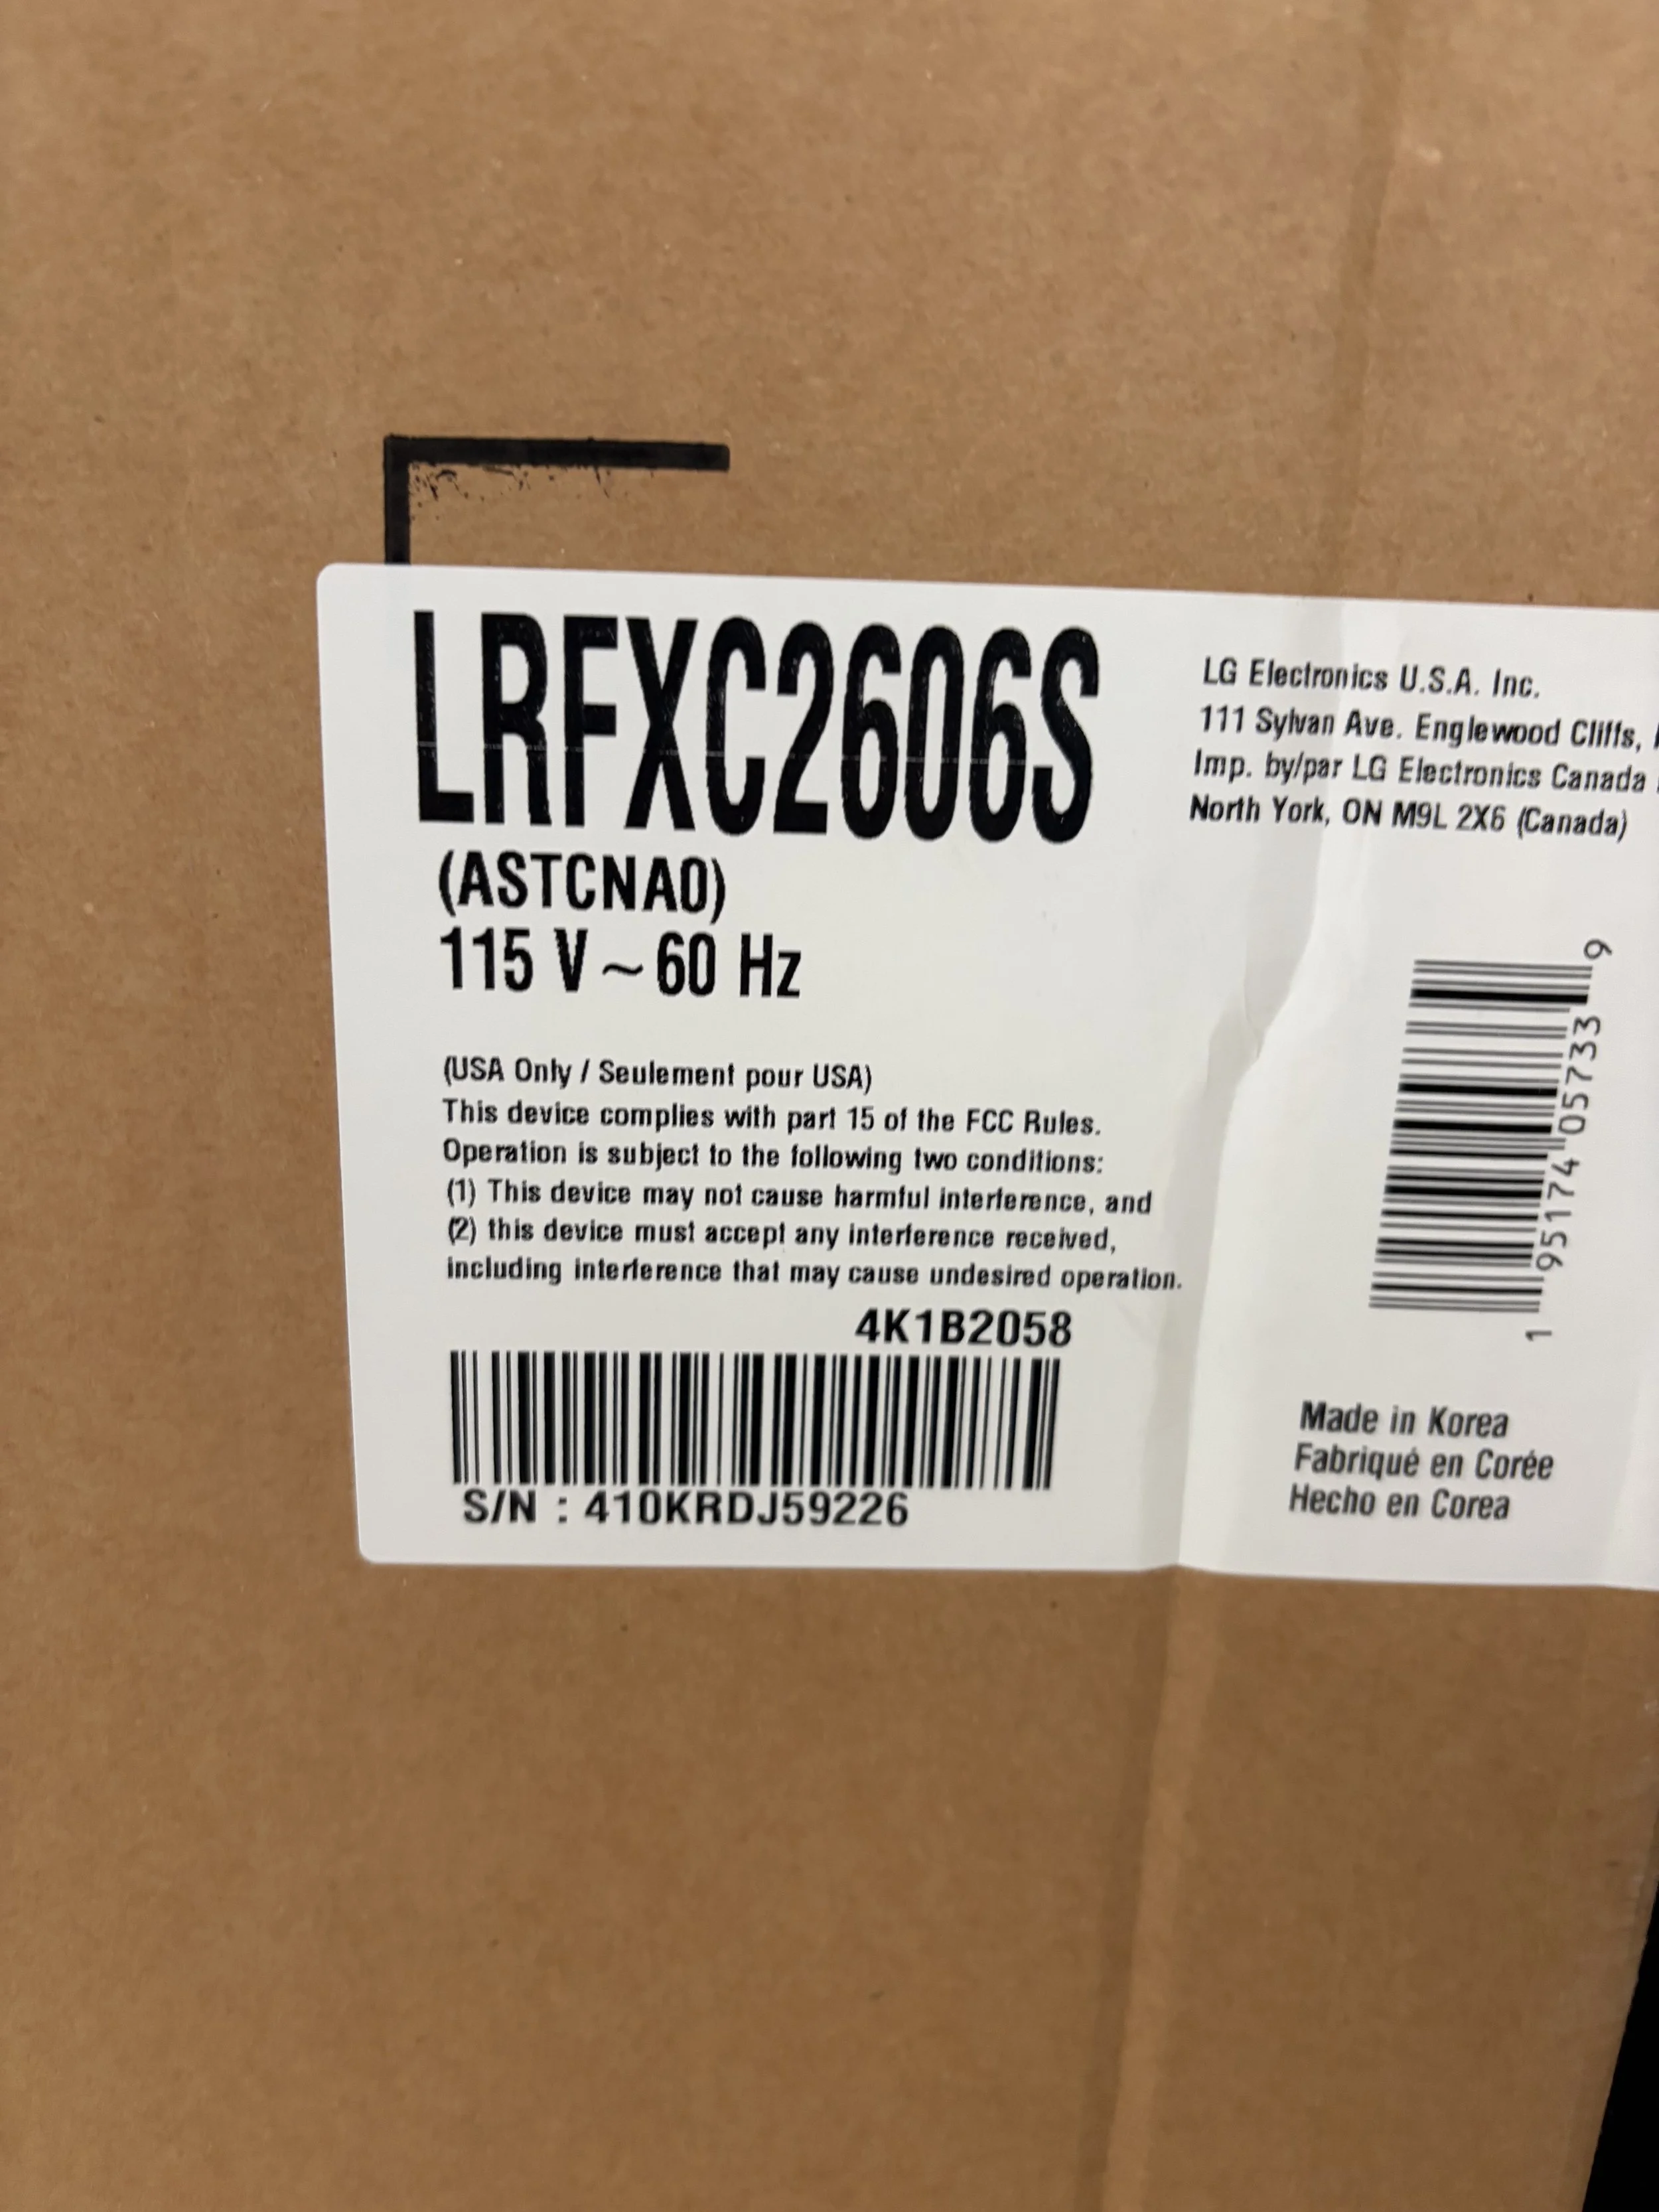 LRFXC2606S
(ASTCNA0)
115 V ~ 60 Hz
(USA Only / Seulement pour USA)
This device complies with part 15 of the FCC Rules.
Operation is subject to the following two conditions:
(1) This device may not cause harmful interference, and
(2) this device must accept any interference received,
including interference that may cause undesired operation.
4K1B2058
S/N : 410KRDJ59226
LG Electronics U.S.A. Inc.
111 Sylvan Ave. Englewood Cliffs,
Imp. by/par LG Electronics Canada
North York, ON M9L 2X6 (Canada)
1 95174 05733 9
Made in Korea
Fabriqué en Corée
Hecho en Corea